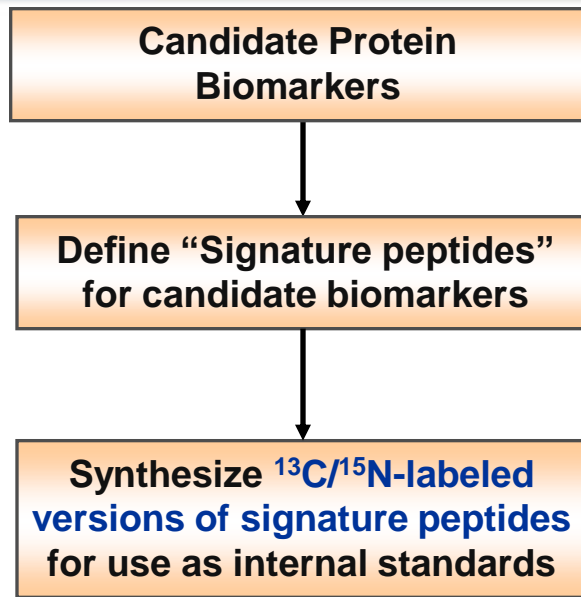 Candidate Protein
Biomarkers
Define “Signature peptides”
for candidate biomarkers
Synthesize ¹³C/¹⁵N-labeled
versions of signature peptides
for use as internal standards